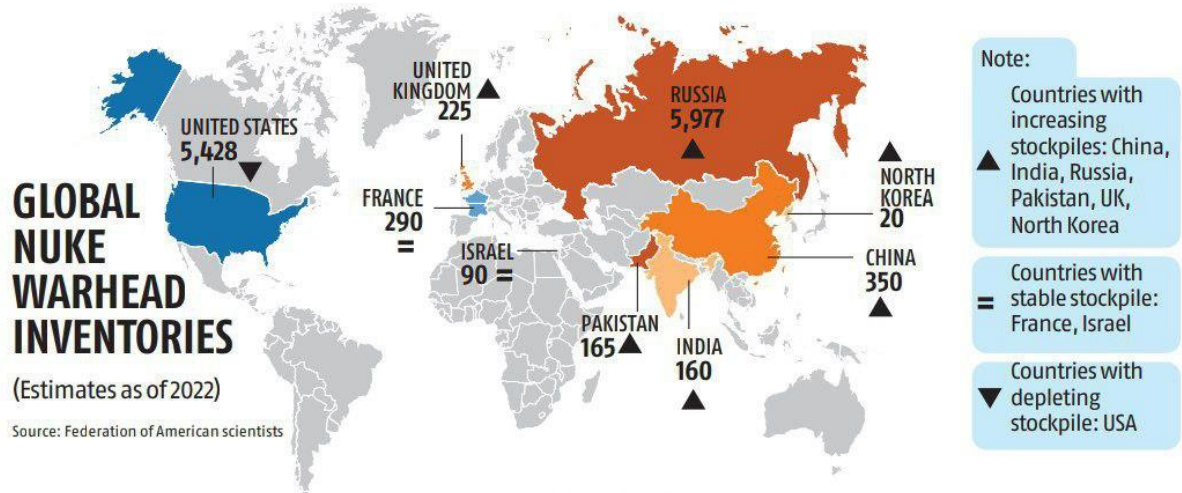 GLOBAL
NUKE
WARHEAD
INVENTORIES
(Estimates as of 2022)
Source: Federation of American scientists
UNITED STATES
5,428 ▼
UNITED
KINGDOM ▲
225
FRANCE
290
=
ISRAEL
90 =
RUSSIA
5,977
▲
PAKISTAN
165 ▲
INDIA
160
▲
▲
NORTH
KOREA
20
CHINA
350
▲
Note:
Countries with
increasing
▲ stockpiles: China,
India, Russia,
Pakistan, UK,
North Korea
Countries with
= stable stockpile:
France, Israel
Countries with
▼ depleting
stockpile: USA